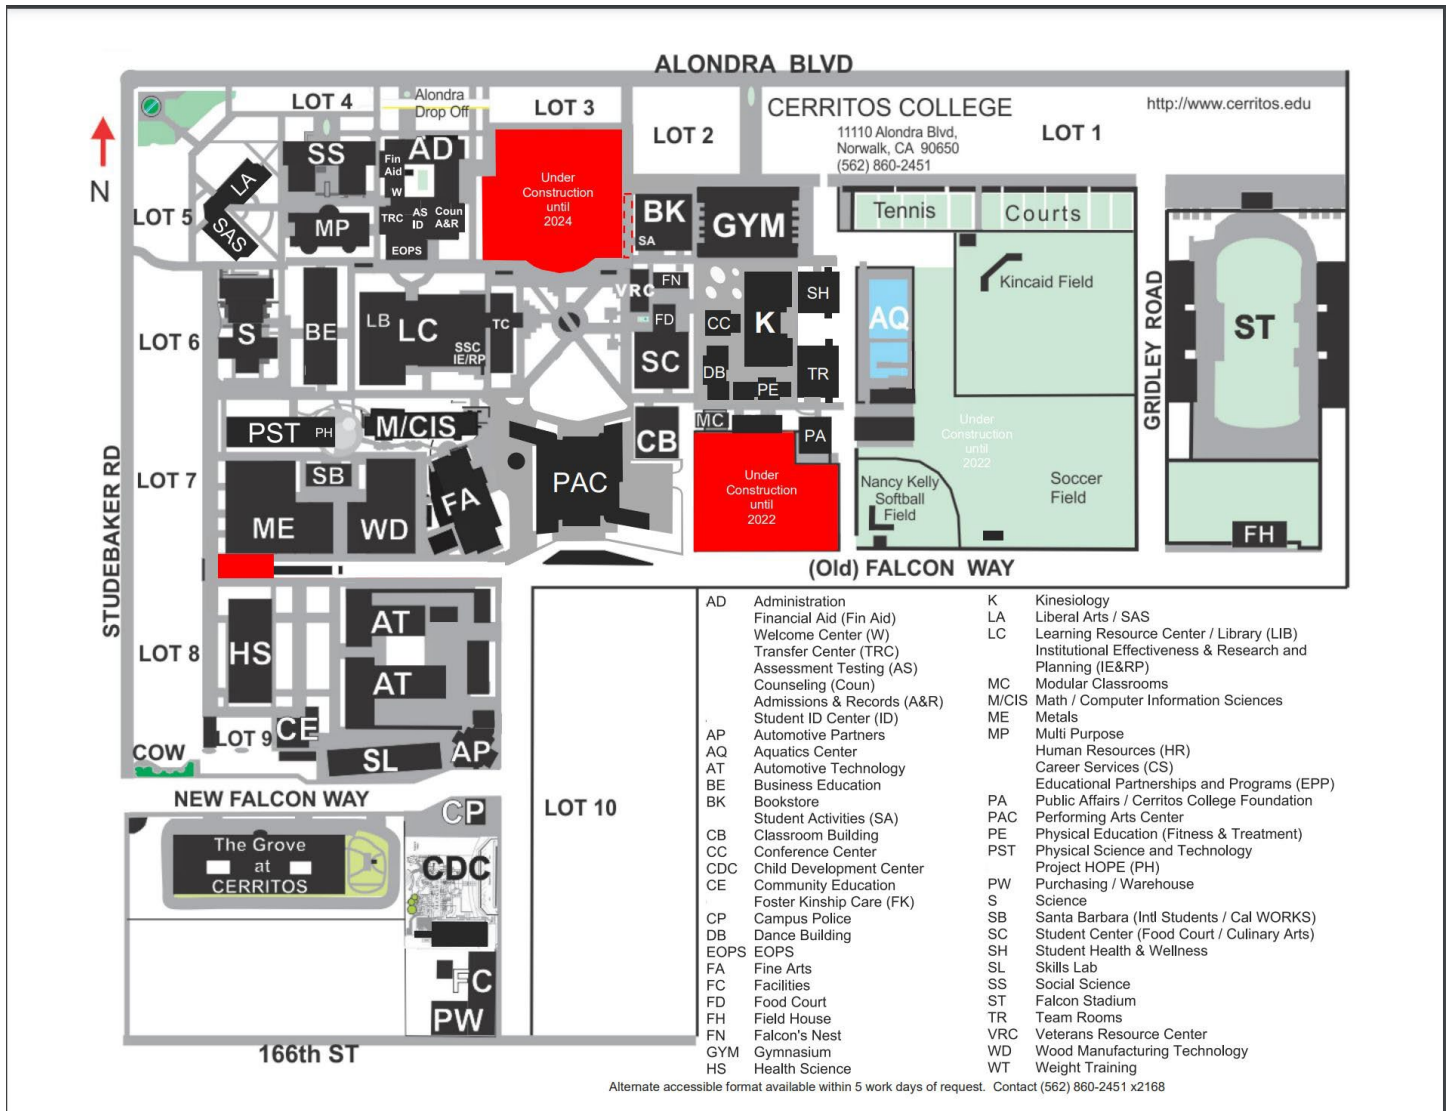 ALONDRA BLVD
LOT 4
Alondra
Drop Off
LOT 3
LOT 2
CERRITOS COLLEGE
11110 Alondra Blvd,
Norwalk, CA 90650
(562) 860-2451
LOT 1
http://www.cerritos.edu
N
LOT 5
LA
SAS
SS
MP
Fin
Aid
AD
W
TRC
AS
ID
Coun
A&R
EOPS
Under
Construction
until
2024
BK
SA
GYM
Tennis
Courts
Kincaid Field
GRIDLEY ROAD
ST
LOT 6
S
BE
LB
LC
SSC
IE/RP
TC
VRC
FN
FD
SC
CC
DB
K
PE
SH
TR
AQ
STUDEBAKER RD
LOT 7
PST
PH
M/CIS
SB
ME
WD
FA
PAC
CB
MC
PA
Under
Construction
until
2022
Under
Construction
until
2022
Nancy Kelly
Softball
Field
Soccer
Field
FH
(Old) FALCON WAY
LOT 8
HS
AT
AT
LOT 9
CE
COW
SL
AP
NEW FALCON WAY
LOT 10
CP
The Grove
at
CERRITOS
CDC
FC
PW
166th ST
AD Administration
Financial Aid (Fin Aid)
Welcome Center (W)
Transfer Center (TRC)
Assessment Testing (AS)
Counseling (Coun)
Admissions & Records (A&R)
Student ID Center (ID)
AP Automotive Partners
AQ Aquatics Center
AT Automotive Technology
BE Business Education
BK Bookstore
Student Activities (SA)
CB Classroom Building
CC Conference Center
CDC Child Development Center
CE Community Education
Foster Kinship Care (FK)
CP Campus Police
DB Dance Building
EOPS EOPS
FA Fine Arts
FC Facilities
FD Food Court
FH Field House
FN Falcon's Nest
GYM Gymnasium
HS Health Science
K Kinesiology
LA Liberal Arts / SAS
LC Learning Resource Center / Library (LIB)
Institutional Effectiveness & Research and
Planning (IE&RP)
MC Modular Classrooms
M/CIS Math / Computer Information Sciences
ME Metals
MP Multi Purpose
Human Resources (HR)
Career Services (CS)
Educational Partnerships and Programs (EPP)
PA Public Affairs / Cerritos College Foundation
PAC Performing Arts Center
PE Physical Education (Fitness & Treatment)
PST Physical Science and Technology
Project HOPE (PH)
PW Purchasing / Warehouse
S Science
SB Santa Barbara (Intl Students / Cal WORKS)
SC Student Center (Food Court / Culinary Arts)
SH Student Health & Wellness
SL Skills Lab
SS Social Science
ST Falcon Stadium
TR Team Rooms
VRC Veterans Resource Center
WD Wood Manufacturing Technology
WT Weight Training
Alternate accessible format available within 5 work days of request. Contact (562) 860-2451 x2168